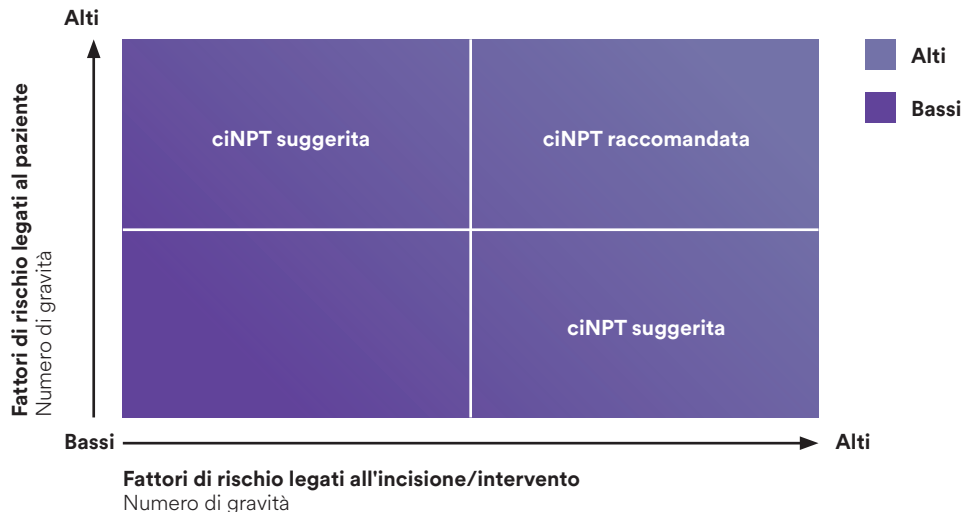 Alti
Alti
Bassi
Fattori di rischio legati al paziente
Numero di gravità
ciNPT suggerita
ciNPT raccomandata
ciNPT suggerita
Bassi
Alti
Fattori di rischio legati all'incisione/intervento
Numero di gravità